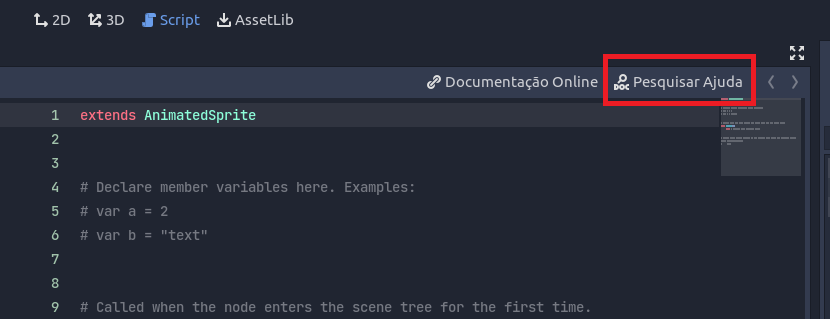 2D 3D Script AssetLib
Documentação Online DOC Pesquisar Ajuda
1 extends AnimatedSprite
2
3
4 # Declare member variables here. Examples:
5 # var a = 2
6 # var b = "text"
7
8
9 # Called when the node enters the scene tree for the first time.